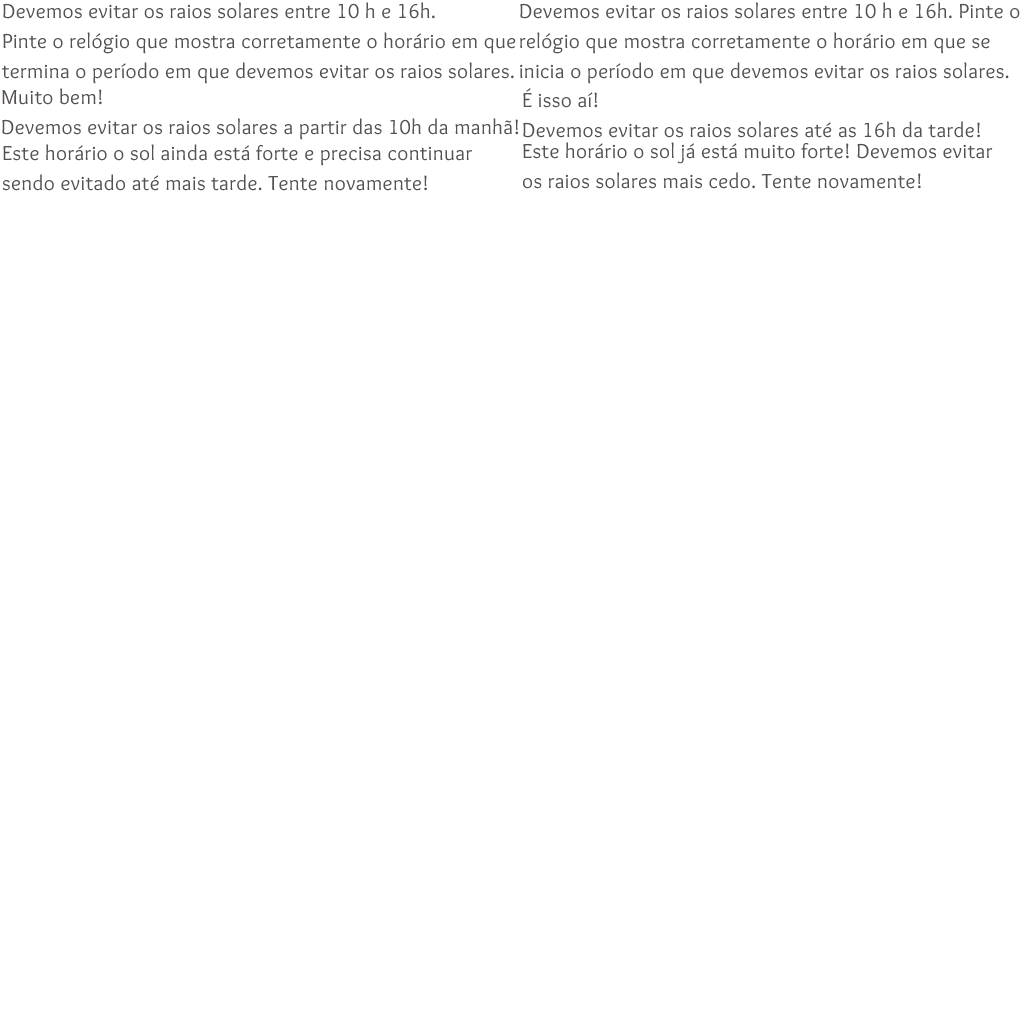 Devemos evitar os raios solares entre 10 h e 16h.
Pinte o relógio que mostra corretamente o horário em que
termina o período em que devemos evitar os raios solares.
Muito bem!
Devemos evitar os raios solares a partir das 10h da manhã!
Este horário o sol ainda está forte e precisa continuar
sendo evitado até mais tarde. Tente novamente!
Devemos evitar os raios solares entre 10 h e 16h. Pinte o
relógio que mostra corretamente o horário em que se
inicia o período em que devemos evitar os raios solares.
É isso aí!
Devemos evitar os raios solares até as 16h da tarde!
Este horário o sol já está muito forte! Devemos evitar
os raios solares mais cedo. Tente novamente!